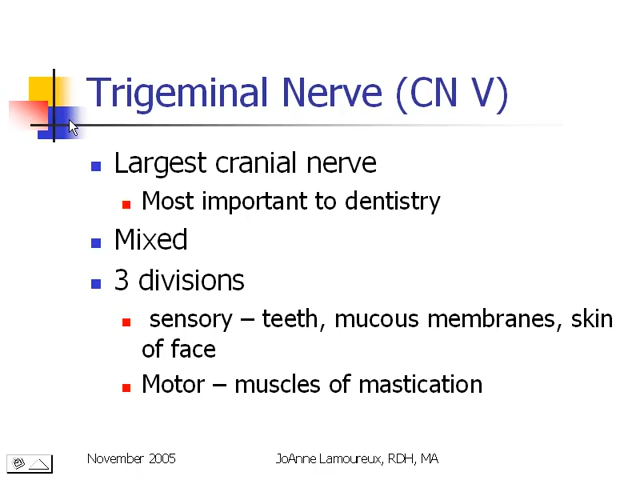 Trigeminal Nerve (CN V)
Largest cranial nerve
Most important to dentistry
Mixed
3 divisions
sensory – teeth, mucous membranes, skin
of face
Motor – muscles of mastication
November 2005
JoAnne Lamoureux, RDH, MA